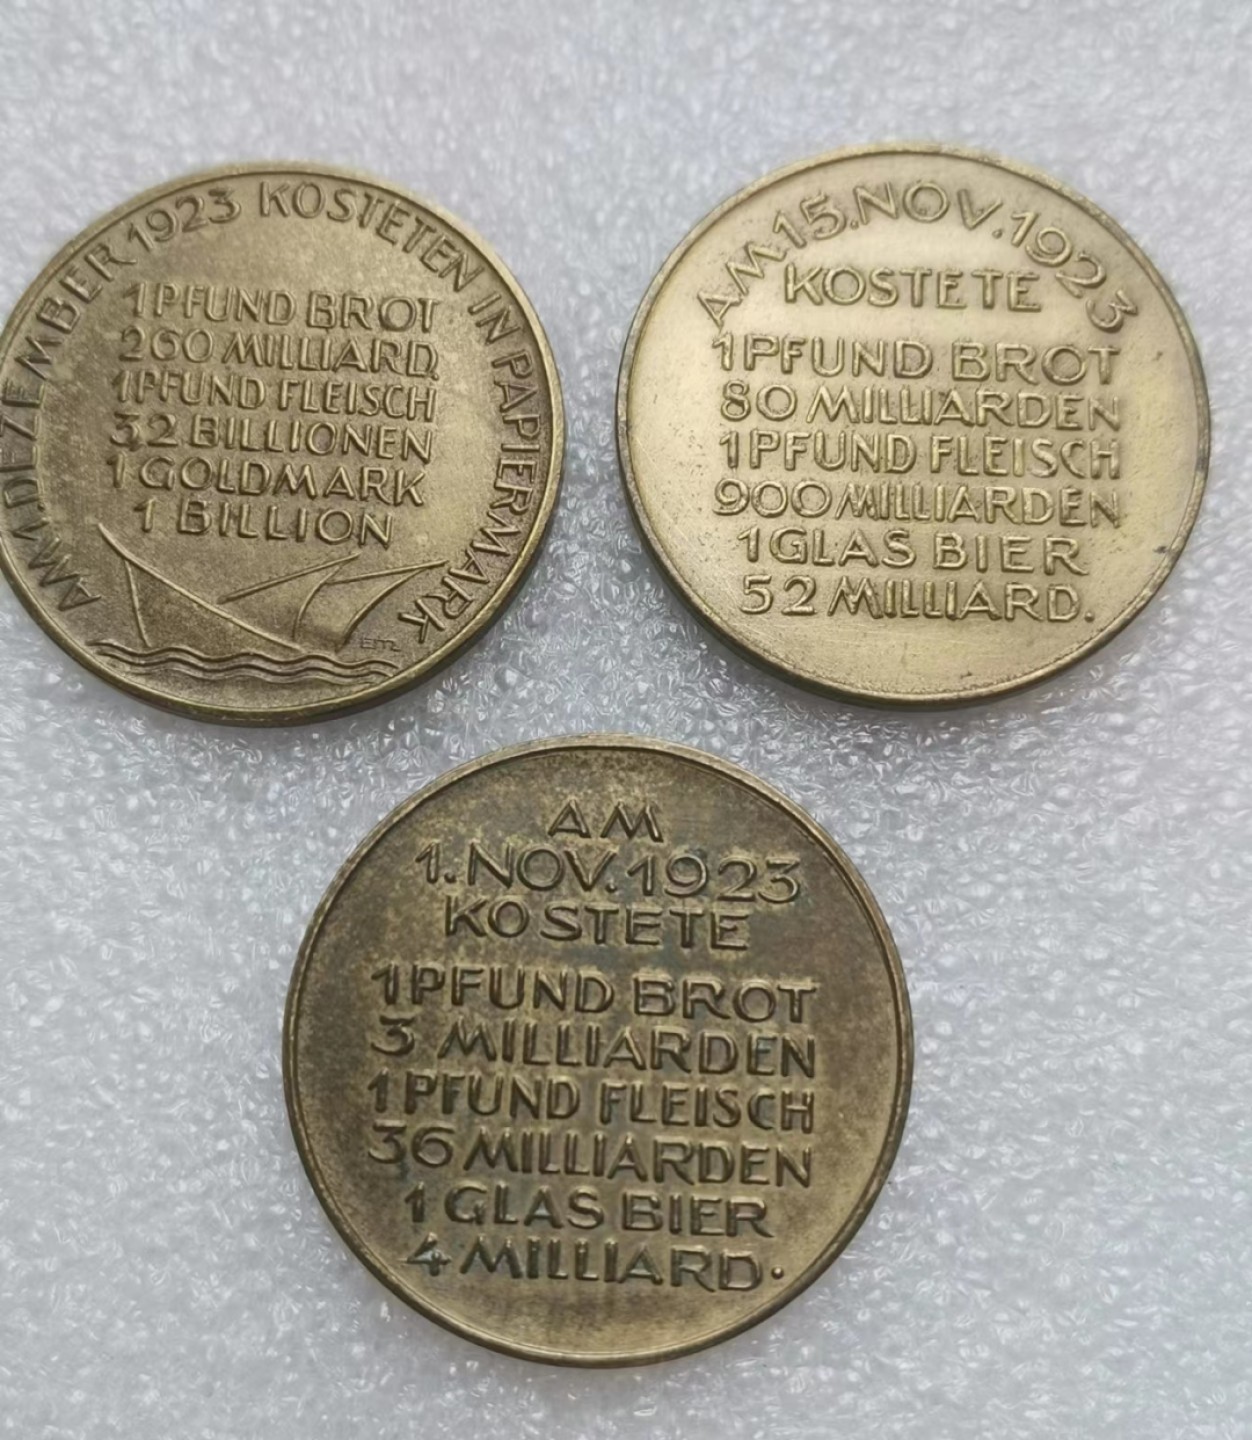 AM 1. DEZEMBER 1923 KOSTETEN IN PAPIERMARK
1 PFUND BROT
260 MILLIARD.
1 PFUND FLEISCH
3,2 BILLIONEN
1 GOLDMARK
1 BILLION
AM 15. NOV. 1923
KOSTETE
1 PFUND BROT
80 MILLIARDEN
1 PFUND FLEISCH
900 MILLIARDEN
1 GLAS BIER
52 MILLIARD.
AM
1. NOV. 1923
KOSTETE
1 PFUND BROT
3 MILLIARDEN
1 PFUND FLEISCH
36 MILLIARDEN
1 GLAS BIER
4 MILLIARD.